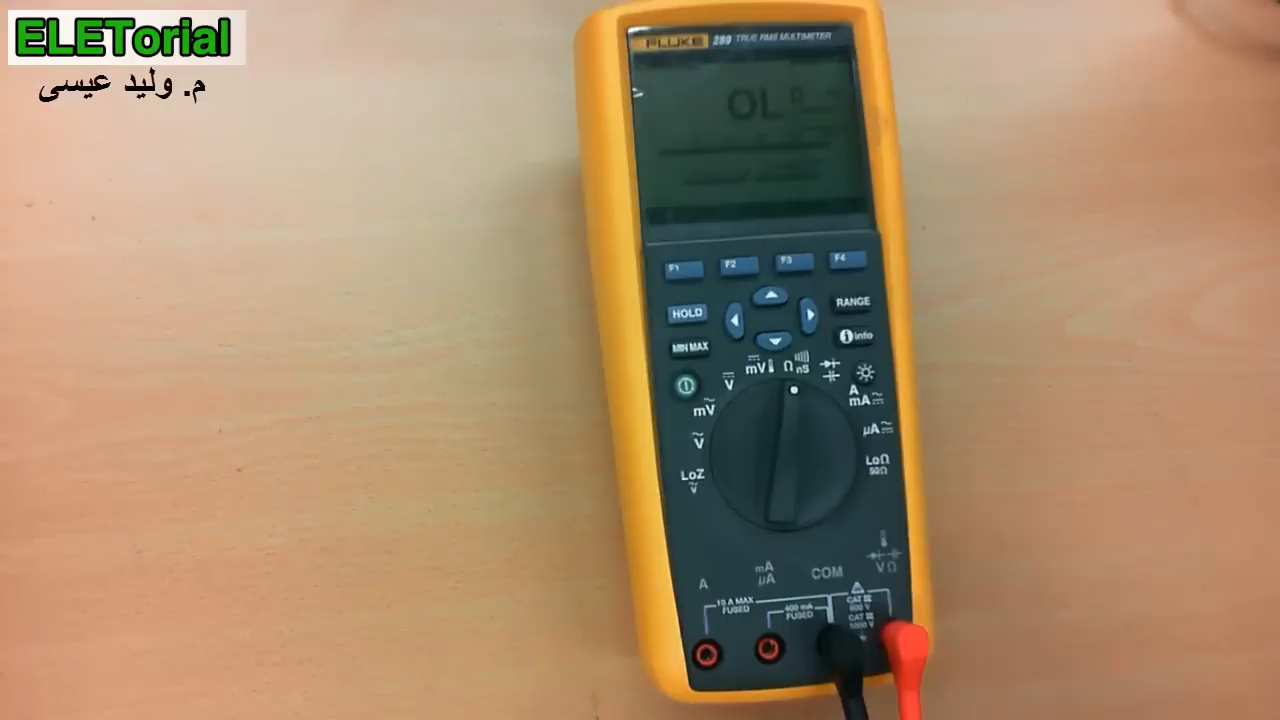 ELETorial
م. وليد عيسى
FLUKE 289 TRUE RMS MULTIMETER
OL
F1 F2 F3 F4
HOLD
RANGE
MIN MAX
i info
mV Ω nS
V
mV
A
mA
V
µA
LoZ
V
LoΩ
50Ω
A
mA
µA
COM
V Ω
10 A MAX
FUSED
400 mA
FUSED
CAT III
1000 V